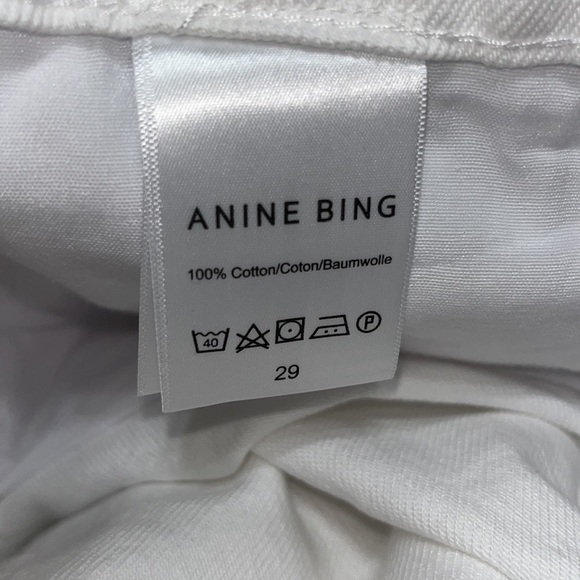 ANINE BING
100% Cotton/Coton/Baumwolle
40 P
29